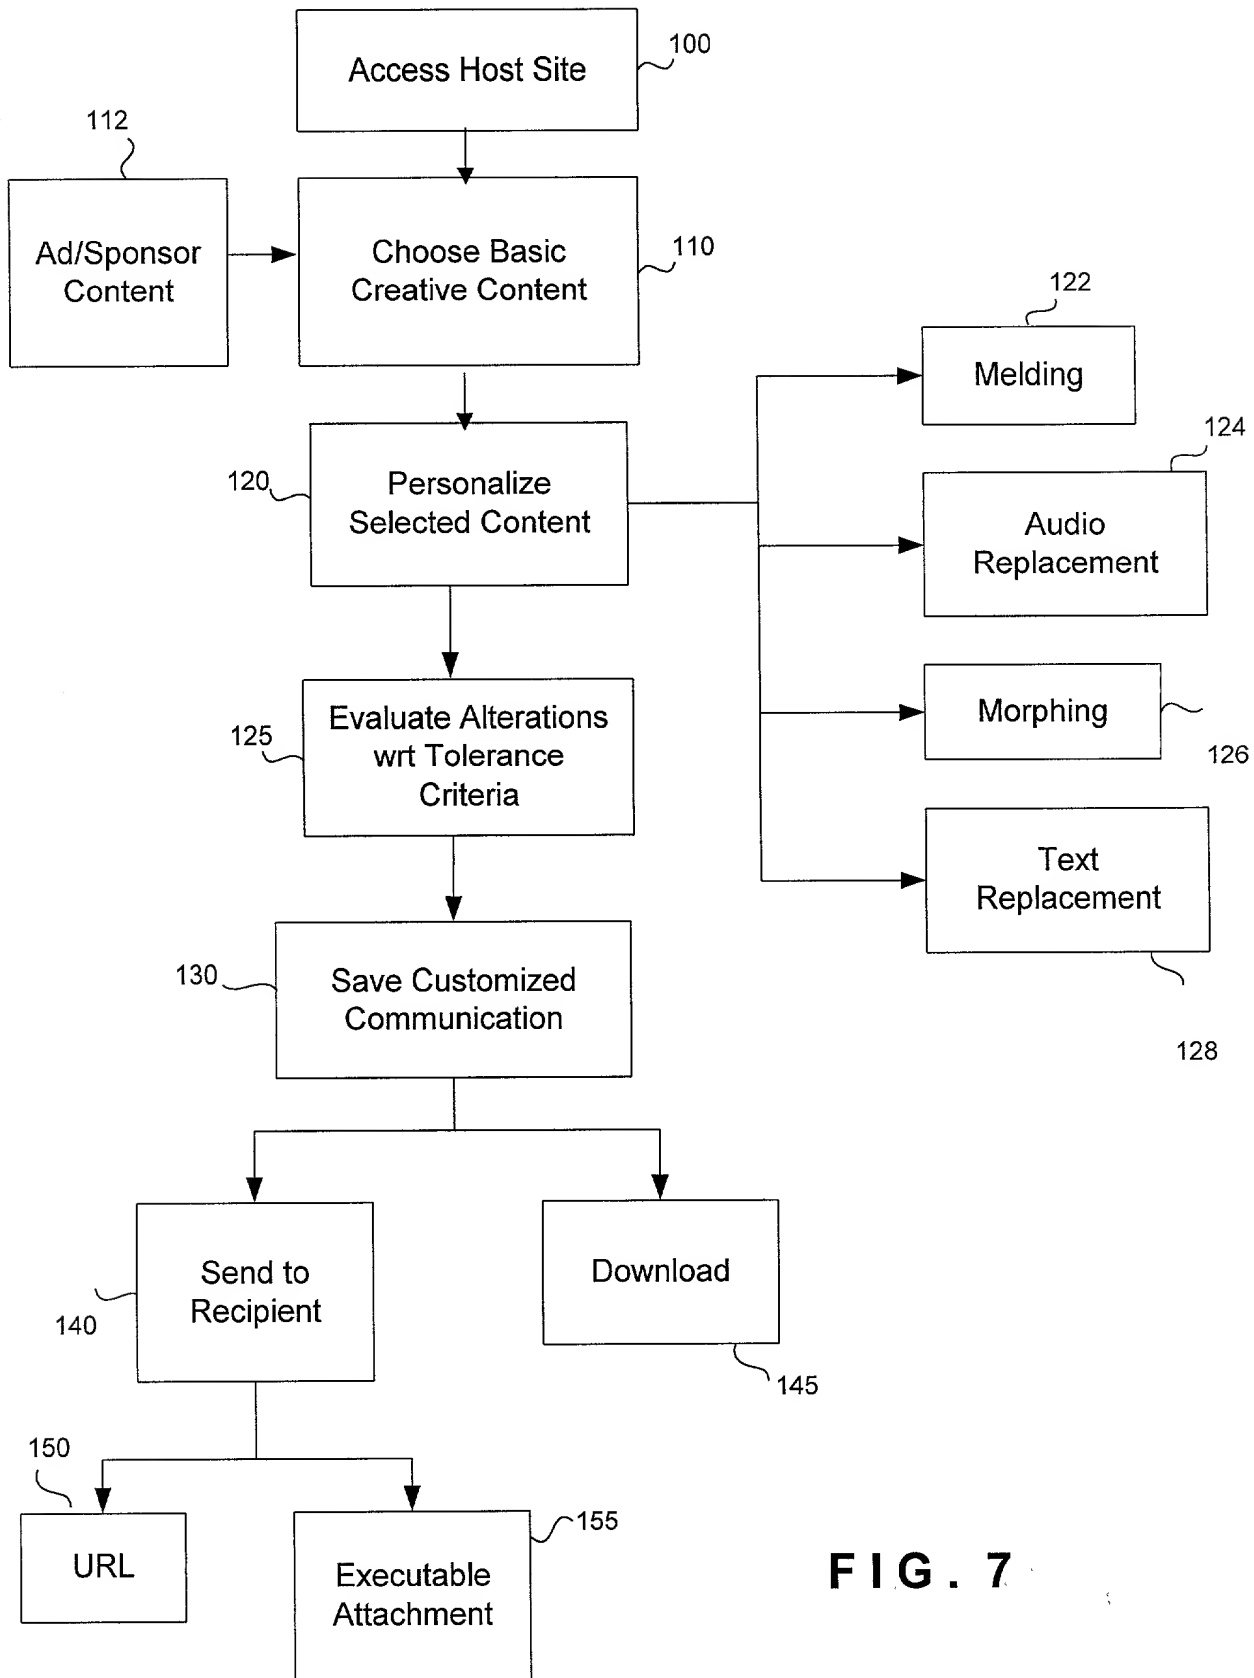 100
Access Host Site
112
Ad/Sponsor
Content
Choose Basic
Creative Content
110
122
Melding
120
Personalize
Selected Content
124
Audio
Replacement
Morphing
126
125
Evaluate Alterations
wrt Tolerance
Criteria
Text
Replacement
128
130
Save Customized
Communication
Send to
Recipient
140
Download
145
150
URL
155
Executable
Attachment
FIG. 7